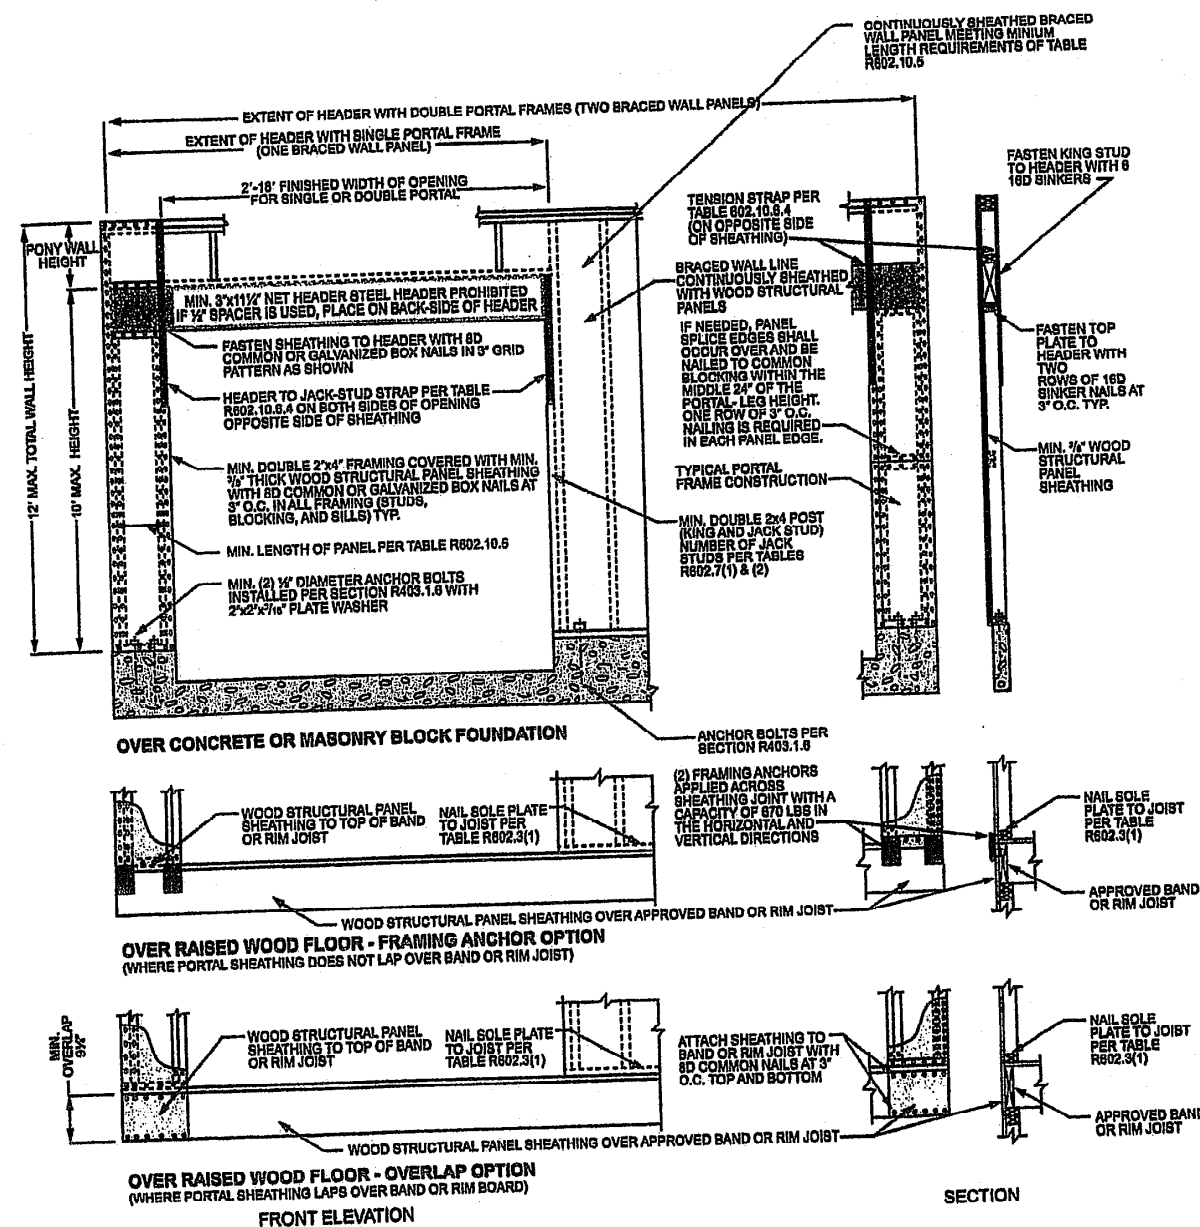 CONTINUOUSLY SHEATHED BRACED
WALL PANEL MEETING MINIUM
LENGTH REQUIREMENTS OF TABLE
R602.10.5
EXTENT OF HEADER WITH DOUBLE PORTAL FRAMES (TWO BRACED WALL PANELS)
EXTENT OF HEADER WITH SINGLE PORTAL FRAME
(ONE BRACED WALL PANEL)
2'-18' FINISHED WIDTH OF OPENING
FOR SINGLE OR DOUBLE PORTAL
TENSION STRAP PER
TABLE 602.10.6.4
(ON OPPOSITE SIDE
OF SHEATHING)
FASTEN KING STUD
TO HEADER WITH 6
16D SINKERS
PONY WALL
HEIGHT
12' MAX. TOTAL WALL HEIGHT
10' MAX. HEIGHT
MIN. 3"x11¼" NET HEADER STEEL HEADER PROHIBITED
IF ½" SPACER IS USED, PLACE ON BACK-SIDE OF HEADER
BRACED WALL LINE
CONTINUOUSLY SHEATHED
WITH WOOD STRUCTURAL
PANELS
FASTEN SHEATHING TO HEADER WITH 8D
COMMON OR GALVANIZED BOX NAILS IN 3" GRID
PATTERN AS SHOWN
IF NEEDED, PANEL
SPLICE EDGES SHALL
OCCUR OVER AND BE
NAILED TO COMMON
BLOCKING WITHIN THE
MIDDLE 24" OF THE
PORTAL- LEG HEIGHT.
ONE ROW OF 3" O.C.
NAILING IS REQUIRED
IN EACH PANEL EDGE.
FASTEN TOP
PLATE TO
HEADER WITH
TWO
ROWS OF 16D
SINKER NAILS AT
3" O.C. TYP.
HEADER TO JACK-STUD STRAP PER TABLE
R602.10.6.4 ON BOTH SIDES OF OPENING
OPPOSITE SIDE OF SHEATHING
MIN. DOUBLE 2"x4" FRAMING COVERED WITH MIN.
⅜" THICK WOOD STRUCTURAL PANEL SHEATHING
WITH 8D COMMON OR GALVANIZED BOX NAILS AT
3" O.C. IN ALL FRAMING (STUDS,
BLOCKING, AND SILLS) TYP.
TYPICAL PORTAL
FRAME CONSTRUCTION
MIN. ⅜" WOOD
STRUCTURAL
PANEL
SHEATHING
MIN. LENGTH OF PANEL PER TABLE R602.10.5
MIN. DOUBLE 2x4 POST
(KING AND JACK STUD)
NUMBER OF JACK
STUDS PER TABLES
R602.7(1) & (2)
MIN. (2) ½" DIAMETER ANCHOR BOLTS
INSTALLED PER SECTION R403.1.6 WITH
2"x2"x³⁄₁₆" PLATE WASHER
OVER CONCRETE OR MASONRY BLOCK FOUNDATION
ANCHOR BOLTS PER
SECTION R403.1.6
WOOD STRUCTURAL PANEL
SHEATHING TO TOP OF BAND
OR RIM JOIST
NAIL SOLE PLATE
TO JOIST PER
TABLE R602.3(1)
(2) FRAMING ANCHORS
APPLIED ACROSS
SHEATHING JOINT WITH A
CAPACITY OF 670 LBS IN
THE HORIZONTAL AND
VERTICAL DIRECTIONS
NAIL SOLE
PLATE TO JOIST
PER TABLE
R602.3(1)
WOOD STRUCTURAL PANEL SHEATHING OVER APPROVED BAND OR RIM JOIST
APPROVED BAND
OR RIM JOIST
OVER RAISED WOOD FLOOR - FRAMING ANCHOR OPTION
(WHERE PORTAL SHEATHING DOES NOT LAP OVER BAND OR RIM JOIST)
MIN.
OVERLAP
9¼"
WOOD STRUCTURAL PANEL
SHEATHING TO TOP OF BAND
OR RIM JOIST
NAIL SOLE PLATE
TO JOIST PER
TABLE R602.3(1)
ATTACH SHEATHING TO
BAND OR RIM JOIST WITH
8D COMMON NAILS AT 3"
O.C. TOP AND BOTTOM
NAIL SOLE
PLATE TO JOIST
PER TABLE
R602.3(1)
WOOD STRUCTURAL PANEL SHEATHING OVER APPROVED BAND OR RIM JOIST
APPROVED BAND
OR RIM JOIST
OVER RAISED WOOD FLOOR - OVERLAP OPTION
(WHERE PORTAL SHEATHING LAPS OVER BAND OR RIM BOARD)
FRONT ELEVATION
SECTION